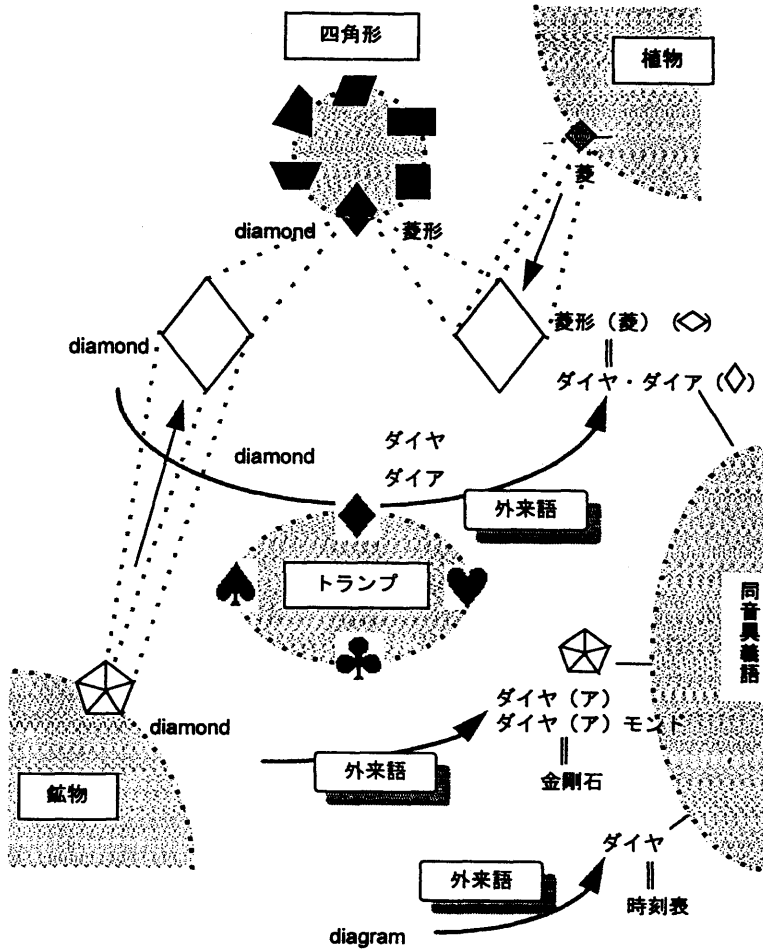 四角形
植物
菱
diamond
菱形
diamond
菱形（菱）（◇）
ダイヤ・ダイア（◇）
diamond
ダイヤ
ダイア
外来語
トランプ
同音異義語
diamond
ダイヤ（ア）
ダイヤ（ア）モンド
外来語
金剛石
鉱物
ダイヤ
外来語
時刻表
diagram